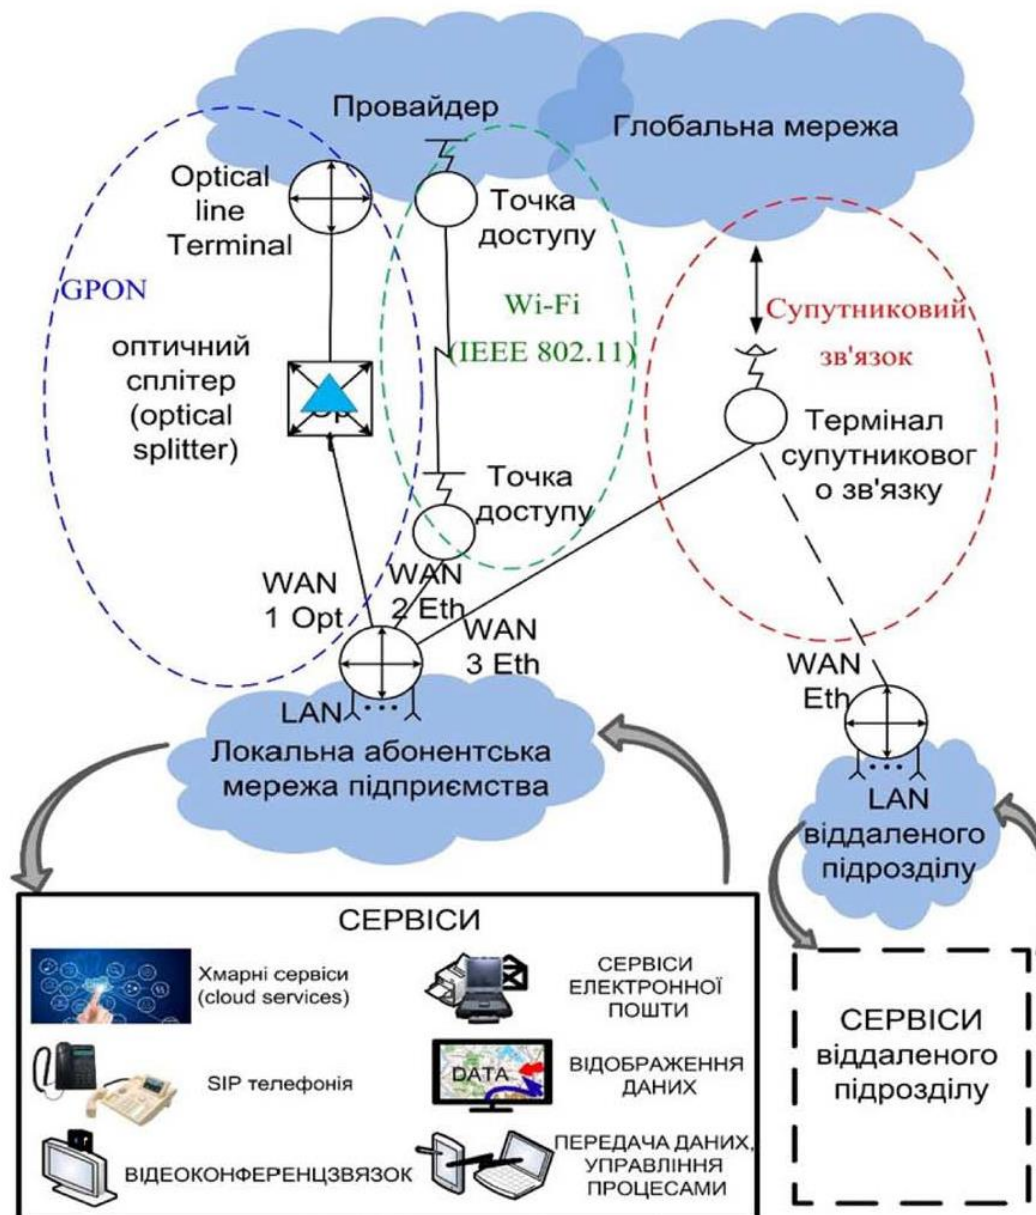 Провайдер
Глобальна мережа
Optical
line
Terminal
Точка
доступу
GPON
Wi-Fi
(IEEE 802.11)
Супутниковий
зв'язок
оптичний
сплітер
(optical
splitter)
Термінал
супутниковог
о зв'язку
Точка
доступу
WAN
1 Opt
WAN
2 Eth
WAN
3 Eth
WAN
Eth
LAN
Локальна абонентська
мережа підприємства
LAN
віддаленого
підрозділу
СЕРВІСИ
Хмарні сервіси
(cloud services)
СЕРВІСИ
ЕЛЕКТРОННОЇ
ПОШТИ
SIP телефонія
DATA
ВІДОБРАЖЕННЯ
ДАНИХ
ВІДЕОКОНФЕРЕНЦЗВЯЗОК
ПЕРЕДАЧА ДАНИХ,
УПРАВЛІННЯ
ПРОЦЕСАМИ
СЕРВІСИ
віддаленого
підрозділу